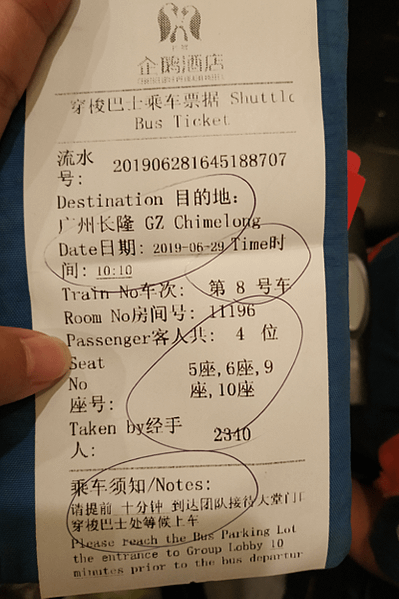 企鹅酒店
穿梭巴士乘车票据 Shuttle
Bus Ticket
流水 201906281645188707
号:
Destination 目的地:
广州长隆 GZ Chimelong
Date日期: 2019-06-29 Time时
间: 10:10
Train No车次: 第 8 号车
Room No房间号: 11196
Passenger客人共: 4 位
Seat 5座,6座,9
No 座,10座
座号:
Taken by经手 2340
人:
乘车须知/Notes:
请提前 十分钟 到达团队接待大堂门口
穿梭巴士处等候上车
Please reach the Bus Parking Lot
the entrance to Group Lobby 10
minutes prior to the bus departur